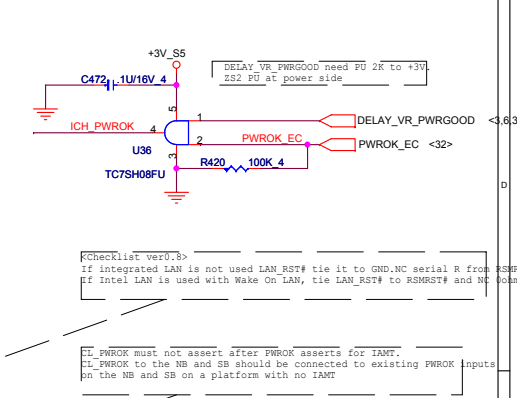 +3V_S5
C472 .1U/16V_4
DELAY_VR_PWRGOOD need PU 2K to +3V.
ZS2 PU at power side
5
1
DELAY_VR_PWRGOOD <3,6,3
ICH_PWROK
4
2
PWROK_EC
PWROK_EC <32>
U36
3
R420 100K_4
TC7SH08FU
D
<Checklist ver0.8>
If integrated LAN is not used LAN_RST# tie it to GND.NC serial R from RSMR
If Intel LAN is used with Wake On LAN, tie LAN_RST# to RSMRST# and NC 0ohm
CL_PWROK must not assert after PWROK asserts for IAMT.
CL_PWROK to the NB and SB should be connected to existing PWROK inputs
on the NB and SB on a platform with no IAMT